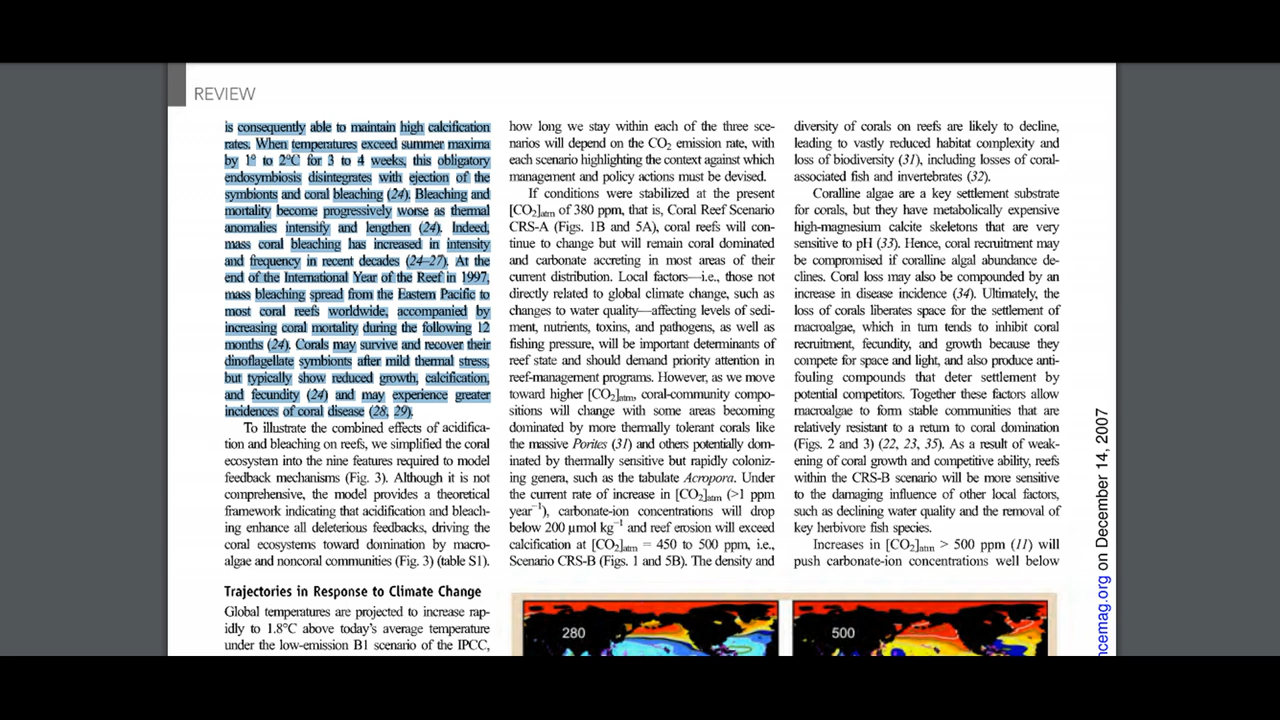 REVIEW
is consequently able to maintain high calcification
rates. When temperatures exceed summer maxima
by 1° to 2°C for 3 to 4 weeks, this obligatory
endosymbiosis disintegrates with ejection of the
symbionts and coral bleaching (24). Bleaching and
mortality become progressively worse as thermal
anomalies intensify and lengthen (24). Indeed,
mass coral bleaching has increased in intensity
and frequency in recent decades (24–27). At the
end of the International Year of the Reef in 1997,
mass bleaching spread from the Eastern Pacific to
most coral reefs worldwide, accompanied by
increasing coral mortality during the following 12
months (24). Corals may survive and recover their
dinoflagellate symbionts after mild thermal stress,
but typically show reduced growth, calcification,
and fecundity (24) and may experience greater
incidences of coral disease (28, 29).
To illustrate the combined effects of acidifica-
tion and bleaching on reefs, we simplified the coral
ecosystem into the nine features required to model
feedback mechanisms (Fig. 3). Although it is not
comprehensive, the model provides a theoretical
framework indicating that acidification and bleach-
ing enhance all deleterious feedbacks, driving the
coral ecosystems toward domination by macro-
algae and noncoral communities (Fig. 3) (table S1).
Trajectories in Response to Climate Change
Global temperatures are projected to increase rap-
idly to 1.8°C above today's average temperature
under the low-emission B1 scenario of the IPCC,
how long we stay within each of the three sce-
narios will depend on the CO₂ emission rate, with
each scenario highlighting the context against which
management and policy actions must be devised.
If conditions were stabilized at the present
[CO₂]atm of 380 ppm, that is, Coral Reef Scenario
CRS-A (Figs. 1B and 5A), coral reefs will con-
tinue to change but will remain coral dominated
and carbonate accreting in most areas of their
current distribution. Local factors—i.e., those not
directly related to global climate change, such as
changes to water quality—affecting levels of sedi-
ment, nutrients, toxins, and pathogens, as well as
fishing pressure, will be important determinants of
reef state and should demand priority attention in
reef-management programs. However, as we move
toward higher [CO₂]atm, coral-community compo-
sitions will change with some areas becoming
dominated by more thermally tolerant corals like
the massive Porites (31) and others potentially dom-
inated by thermally sensitive but rapidly coloniz-
ing genera, such as the tabulate Acropora. Under
the current rate of increase in [CO₂]atm (>1 ppm
year⁻¹), carbonate-ion concentrations will drop
below 200 μmol kg⁻¹ and reef erosion will exceed
calcification at [CO₂]atm = 450 to 500 ppm, i.e.,
Scenario CRS-B (Figs. 1 and 5B). The density and
diversity of corals on reefs are likely to decline,
leading to vastly reduced habitat complexity and
loss of biodiversity (31), including losses of coral-
associated fish and invertebrates (32).
Coralline algae are a key settlement substrate
for corals, but they have metabolically expensive
high-magnesium calcite skeletons that are very
sensitive to pH (33). Hence, coral recruitment may
be compromised if coralline algal abundance de-
clines. Coral loss may also be compounded by an
increase in disease incidence (34). Ultimately, the
loss of corals liberates space for the settlement of
macroalgae, which in turn tends to inhibit coral
recruitment, fecundity, and growth because they
compete for space and light, and also produce anti-
fouling compounds that deter settlement by
potential competitors. Together these factors allow
macroalgae to form stable communities that are
relatively resistant to a return to coral domination
(Figs. 2 and 3) (22, 23, 35). As a result of weak-
ening of coral growth and competitive ability, reefs
within the CRS-B scenario will be more sensitive
to the damaging influence of other local factors,
such as declining water quality and the removal of
key herbivore fish species.
Increases in [CO₂]atm > 500 ppm (11) will
push carbonate-ion concentrations well below
280
500
ncemag.org on December 14, 2007